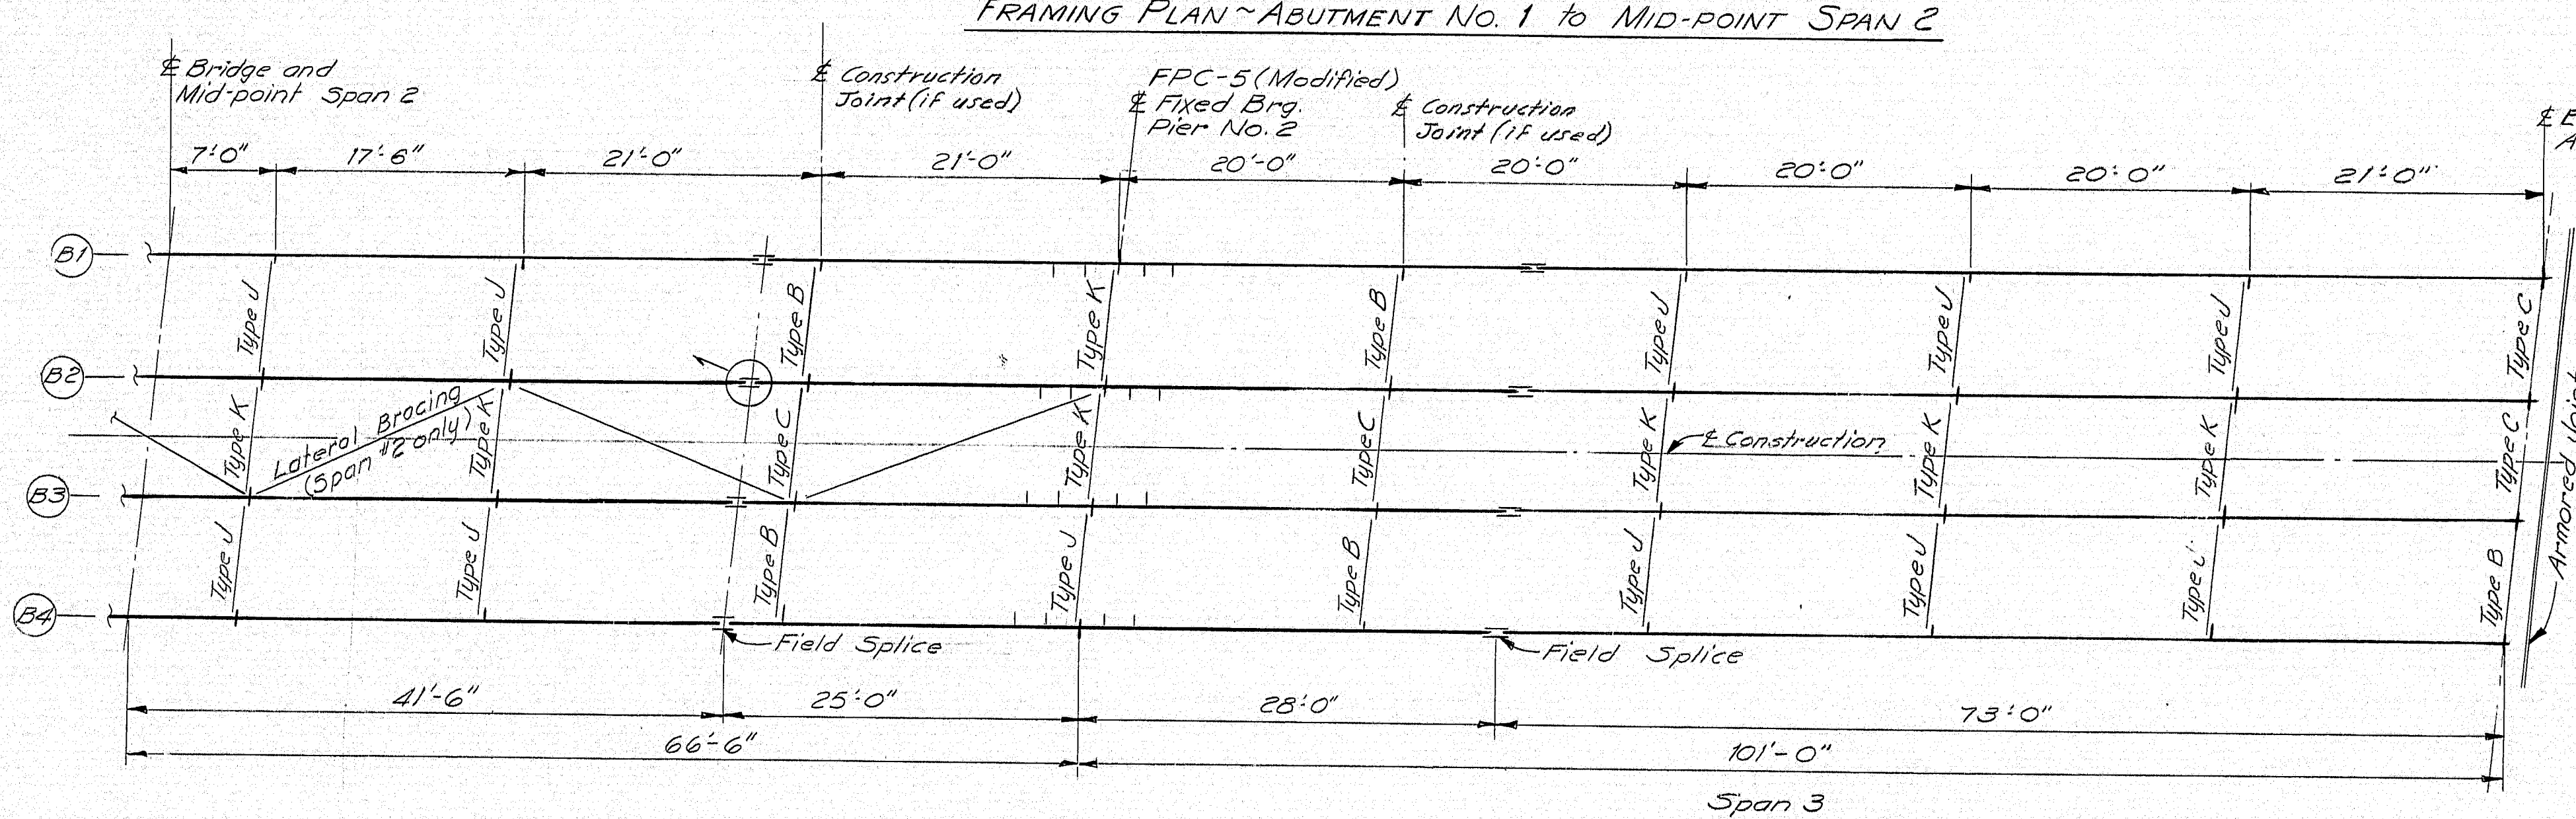 FRAMING PLAN ~ ABUTMENT NO. 1 to MID-POINT SPAN 2
℄ Bridge and
Mid-point Span 2
℄ Construction
Joint (if used)
FPC-5 (Modified)
℄ Fixed Brg.
Pier No. 2
℄ Construction
Joint (if used)
7'-0"
17'-6"
21'-0"
21'-0"
20'-0"
20'-0"
20'-0"
20'-0"
21'-0"
B1
Type J
Type J
Type B
Type K
Type B
Type J
Type J
Type J
Type C
B2
Type K
Lateral Bracing
(Span #2 only)
Type K
Type C
Type K
Type C
Type K
℄ Construction
Type K
Type K
Type C
B3
Type J
Type J
Type B
Type J
Type B
Type J
Type J
Type J
Type B
Armored Joint
B4
Field Splice
Field Splice
41'-6"
25'-0"
28'-0"
73'-0"
66'-6"
101'-0"
Span 3